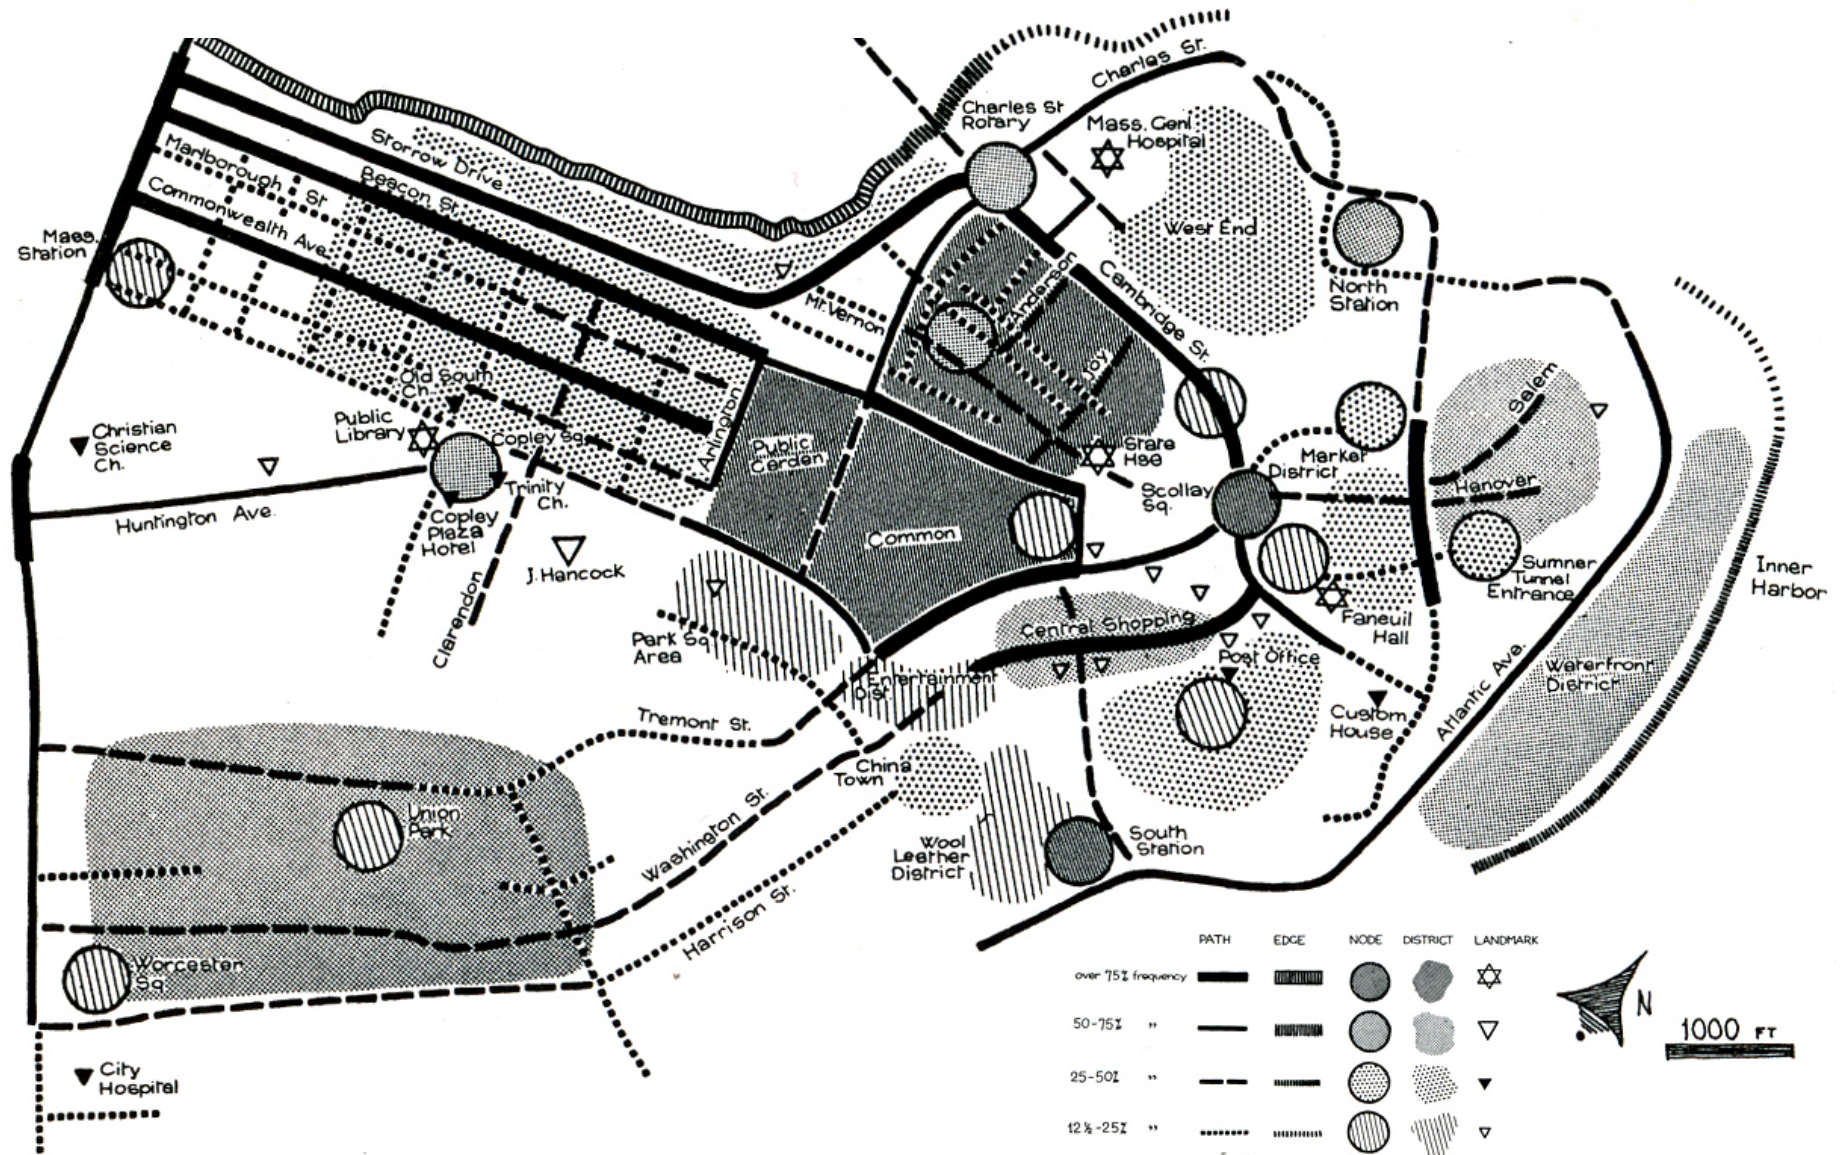 Charles St.
Charles St
Rotary
Mass. Genl.
Hospital
Storrow Drive
Marlborough
St
Beacon St.
Commonwealth Ave.
Mass.
Station
West End
Cambridge St.
North
Station
Anderson
Mt. Vernon
Joy
Salem
Old South
Ch.
Public
Library
Copley Sq.
Arlington
Public
Garden
State
Hse
Market
District
Hanover
Christian
Science
Ch.
Trinity
Ch.
Scollay
Sq.
Huntington Ave.
Copley
Plaza
Hotel
Common
J. Hancock
Sumner
Tunnel
Entrance
Inner
Harbor
Clarendon
Park Sq.
Area
Central Shopping
Faneuil
Hall
Post Office
Entertainment
Dist.
Waterfront
District
Atlantic Ave.
Custom
House
Tremont St.
China
Town
Union
Park
Washington St.
Wool
Leather
District
South
Station
Harrison St.
Worcester
Sq
City
Hospital
PATH EDGE NODE DISTRICT LANDMARK
over 75% frequency
50-75% "
25-50% "
12½-25% "
N
1000 FT